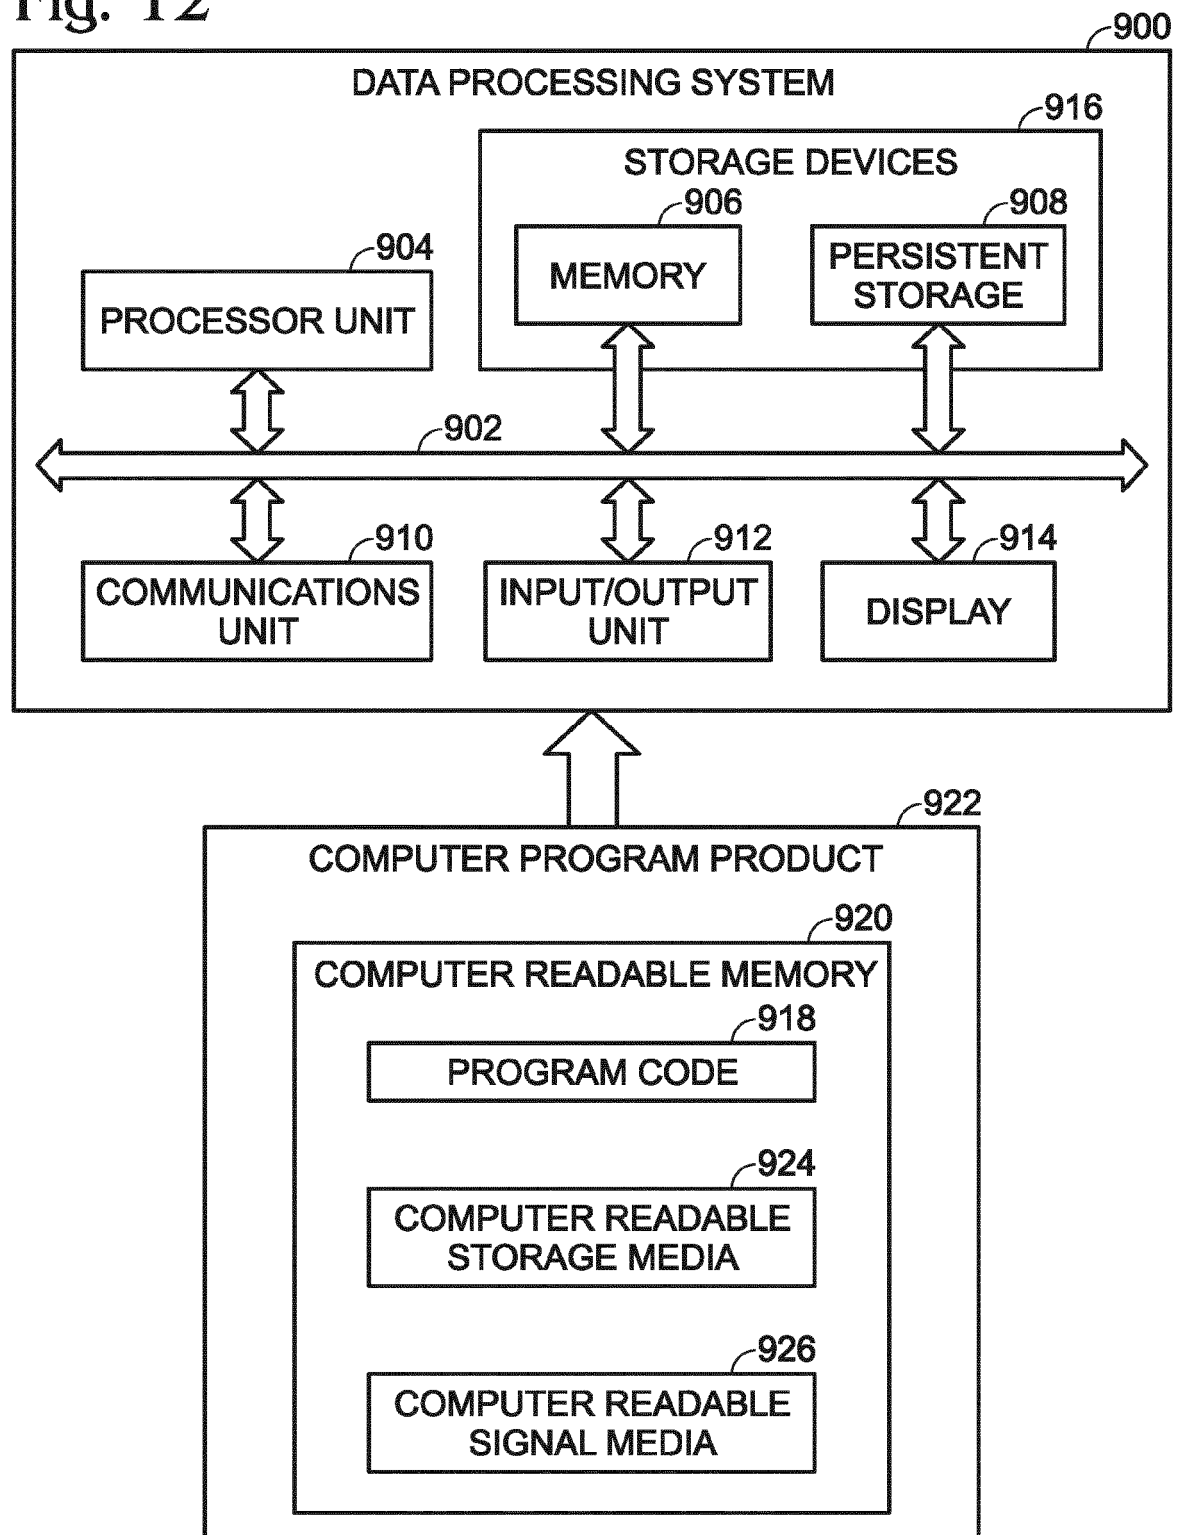 Fig. 12
900
DATA PROCESSING SYSTEM
916
STORAGE DEVICES
906
MEMORY
908
PERSISTENT
STORAGE
904
PROCESSOR UNIT
902
910
COMMUNICATIONS
UNIT
912
INPUT/OUTPUT
UNIT
914
DISPLAY
922
COMPUTER PROGRAM PRODUCT
920
COMPUTER READABLE MEMORY
918
PROGRAM CODE
924
COMPUTER READABLE
STORAGE MEDIA
926
COMPUTER READABLE
SIGNAL MEDIA